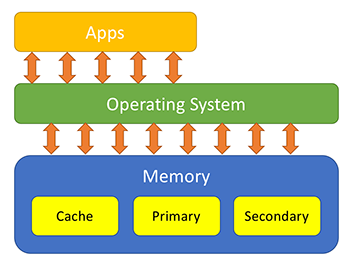 Apps
Operating System
Memory
Cache Primary Secondary